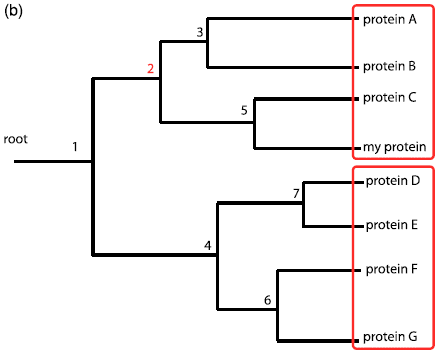 (b)
protein A
3
protein B
2
protein C
5
root
1
my protein
protein D
7
protein E
4
protein F
6
protein G